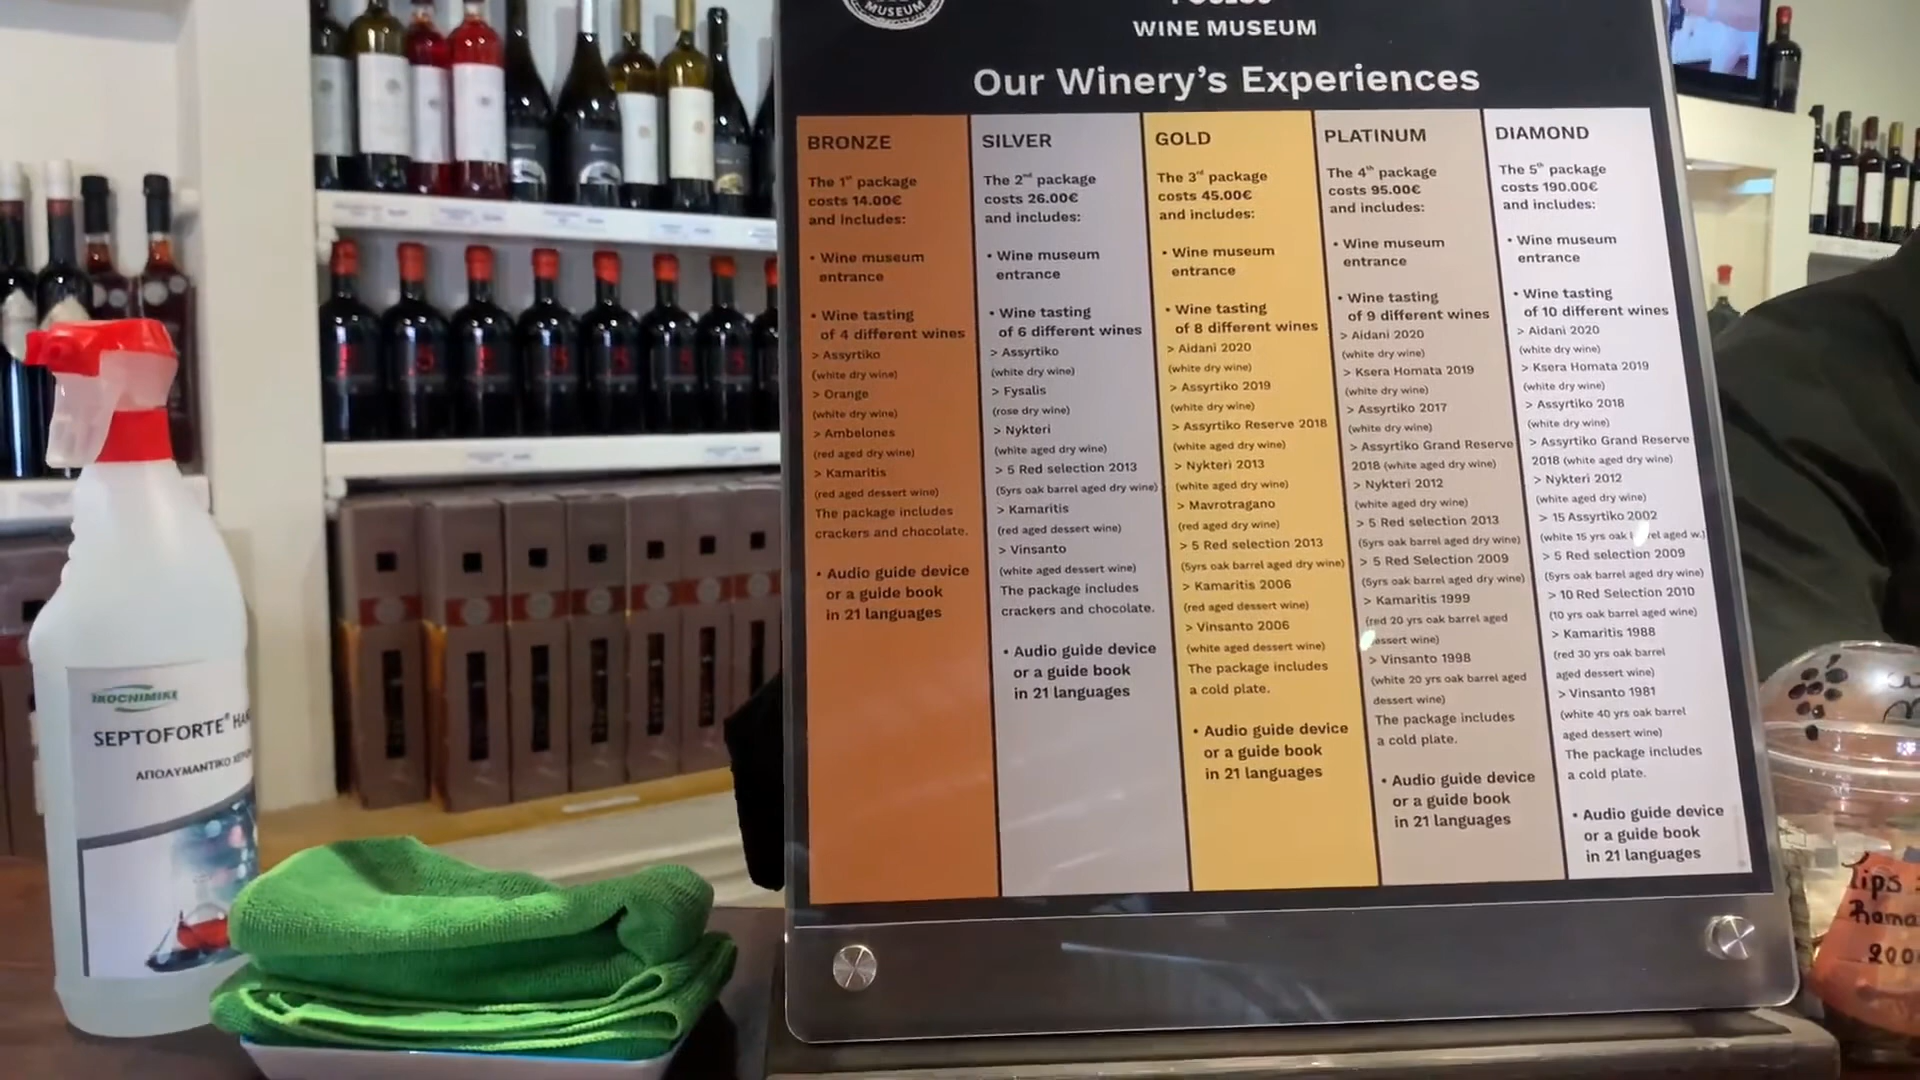 MUSEUM
WINE MUSEUM
Our Winery's Experiences
BRONZE
The 1st package
costs 14.00€
and includes:
• Wine museum
entrance
• Wine tasting
of 4 different wines
> Assyrtiko
(white dry wine)
> Orange
(white dry wine)
> Ambelones
(red aged dry wine)
> Kamaritis
(red aged dessert wine)
The package includes
crackers and chocolate.
• Audio guide device
or a guide book
in 21 languages
SILVER
The 2nd package
costs 26.00€
and includes:
• Wine museum
entrance
• Wine tasting
of 6 different wines
> Assyrtiko
(white dry wine)
> Fysalis
(rose dry wine)
> Nykteri
(white aged dry wine)
> 5 Red selection 2013
(5yrs oak barrel aged dry wine)
> Kamaritis
(red aged dessert wine)
> Vinsanto
(white aged dessert wine)
The package includes
crackers and chocolate.
• Audio guide device
or a guide book
in 21 languages
GOLD
The 3rd package
costs 45.00€
and includes:
• Wine museum
entrance
• Wine tasting
of 8 different wines
> Aidani 2020
(white dry wine)
> Assyrtiko 2019
(white dry wine)
> Assyrtiko Reserve 2018
(white aged dry wine)
> Nykteri 2013
(white aged dry wine)
> Mavrotragano
(red aged dry wine)
> 5 Red selection 2013
(5yrs oak barrel aged dry wine)
> Kamaritis 2006
(red aged dessert wine)
> Vinsanto 2006
(white aged dessert wine)
The package includes
a cold plate.
• Audio guide device
or a guide book
in 21 languages
PLATINUM
The 4th package
costs 95.00€
and includes:
• Wine museum
entrance
• Wine tasting
of 9 different wines
> Aidani 2020
(white dry wine)
> Ksera Homata 2019
(white dry wine)
> Assyrtiko 2017
(white dry wine)
> Assyrtiko Grand Reserve
2018 (white aged dry wine)
> Nykteri 2012
(white aged dry wine)
> 5 Red selection 2013
(5yrs oak barrel aged dry wine)
> 5 Red Selection 2009
(5yrs oak barrel aged dry wine)
> Kamaritis 1999
(red 20 yrs oak barrel aged
dessert wine)
> Vinsanto 1998
(white 20 yrs oak barrel aged
dessert wine)
The package includes
a cold plate.
• Audio guide device
or a guide book
in 21 languages
DIAMOND
The 5th package
costs 190.00€
and includes:
• Wine museum
entrance
• Wine tasting
of 10 different wines
> Aidani 2020
(white dry wine)
> Ksera Homata 2019
(white dry wine)
> Assyrtiko 2018
(white dry wine)
> Assyrtiko Grand Reserve
2018 (white aged dry wine)
> Nykteri 2012
(white aged dry wine)
> 15 Assyrtiko 2002
(white 15 yrs oak barrel aged w.)
> 5 Red selection 2009
(5yrs oak barrel aged dry wine)
> 10 Red Selection 2010
(10 yrs oak barrel aged wine)
> Kamaritis 1988
(red 30 yrs oak barrel
aged dessert wine)
> Vinsanto 1981
(white 40 yrs oak barrel
aged dessert wine)
The package includes
a cold plate.
• Audio guide device
or a guide book
in 21 languages
SEPTOFORTE®
ΑΠΟΛΥΜΑΝΤΙΚΟ